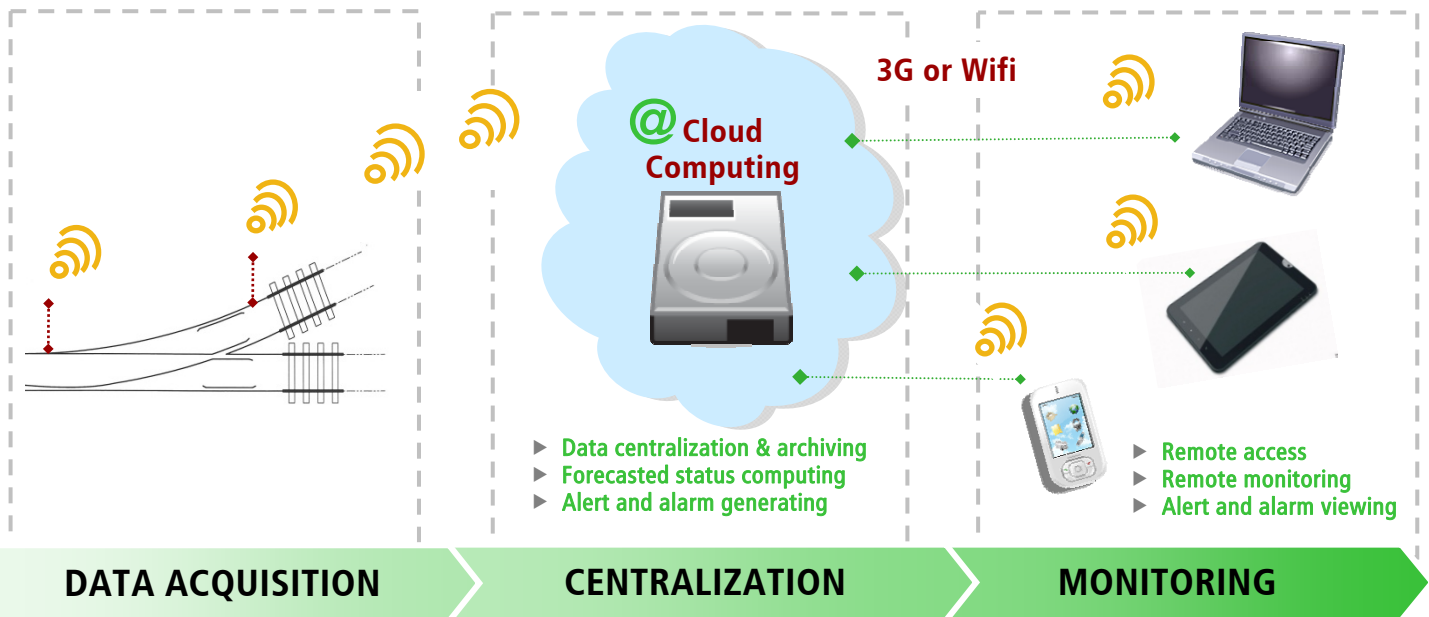 3G or Wifi
@ Cloud
Computing
Data centralization & archiving
Forecasted status computing
Alert and alarm generating
Remote access
Remote monitoring
Alert and alarm viewing
DATA ACQUISITION
CENTRALIZATION
MONITORING